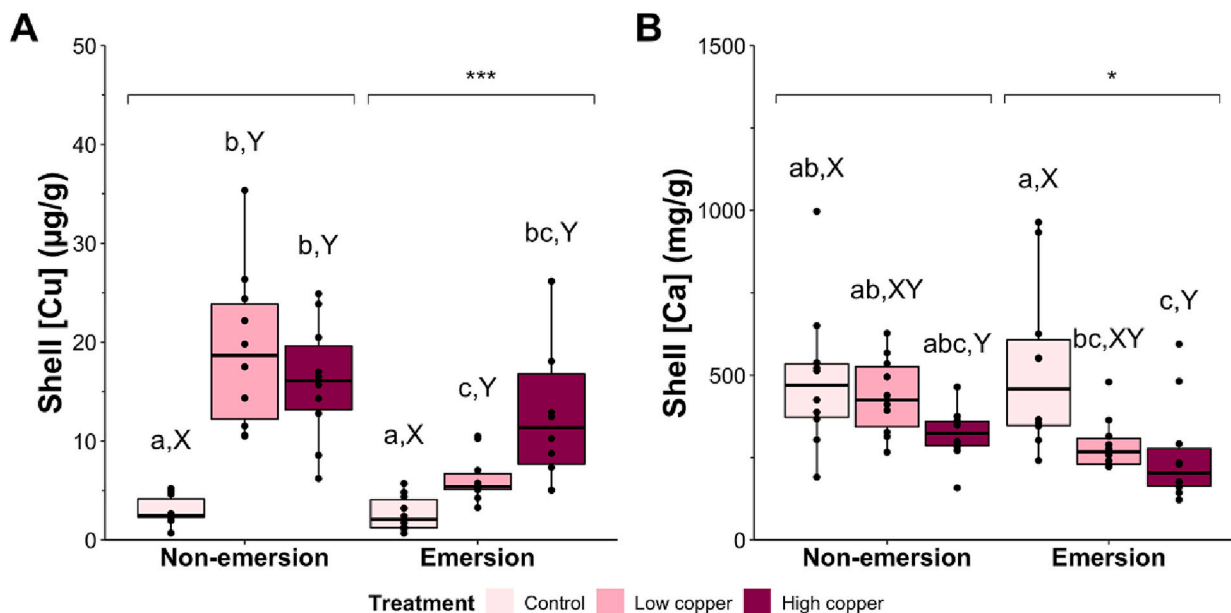 A
Shell [Cu] (µg/g)
50
40
30
20
10
0
***
b,Y
b,Y
bc,Y
c,Y
a,X
a,X
Non-emersion
Emersion
B
Shell [Ca] (mg/g)
1500
1000
500
0
*
ab,X
a,X
ab,XY
c,Y
abc,Y
bc,XY
Non-emersion
Emersion
Treatment Control Low copper High copper